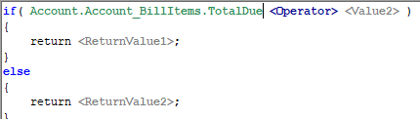 if( Account.Account_BillItems.TotalDue <Operator> <Value2> )
{
return <ReturnValue1>;
}
else
{
return <ReturnValue2>;
}